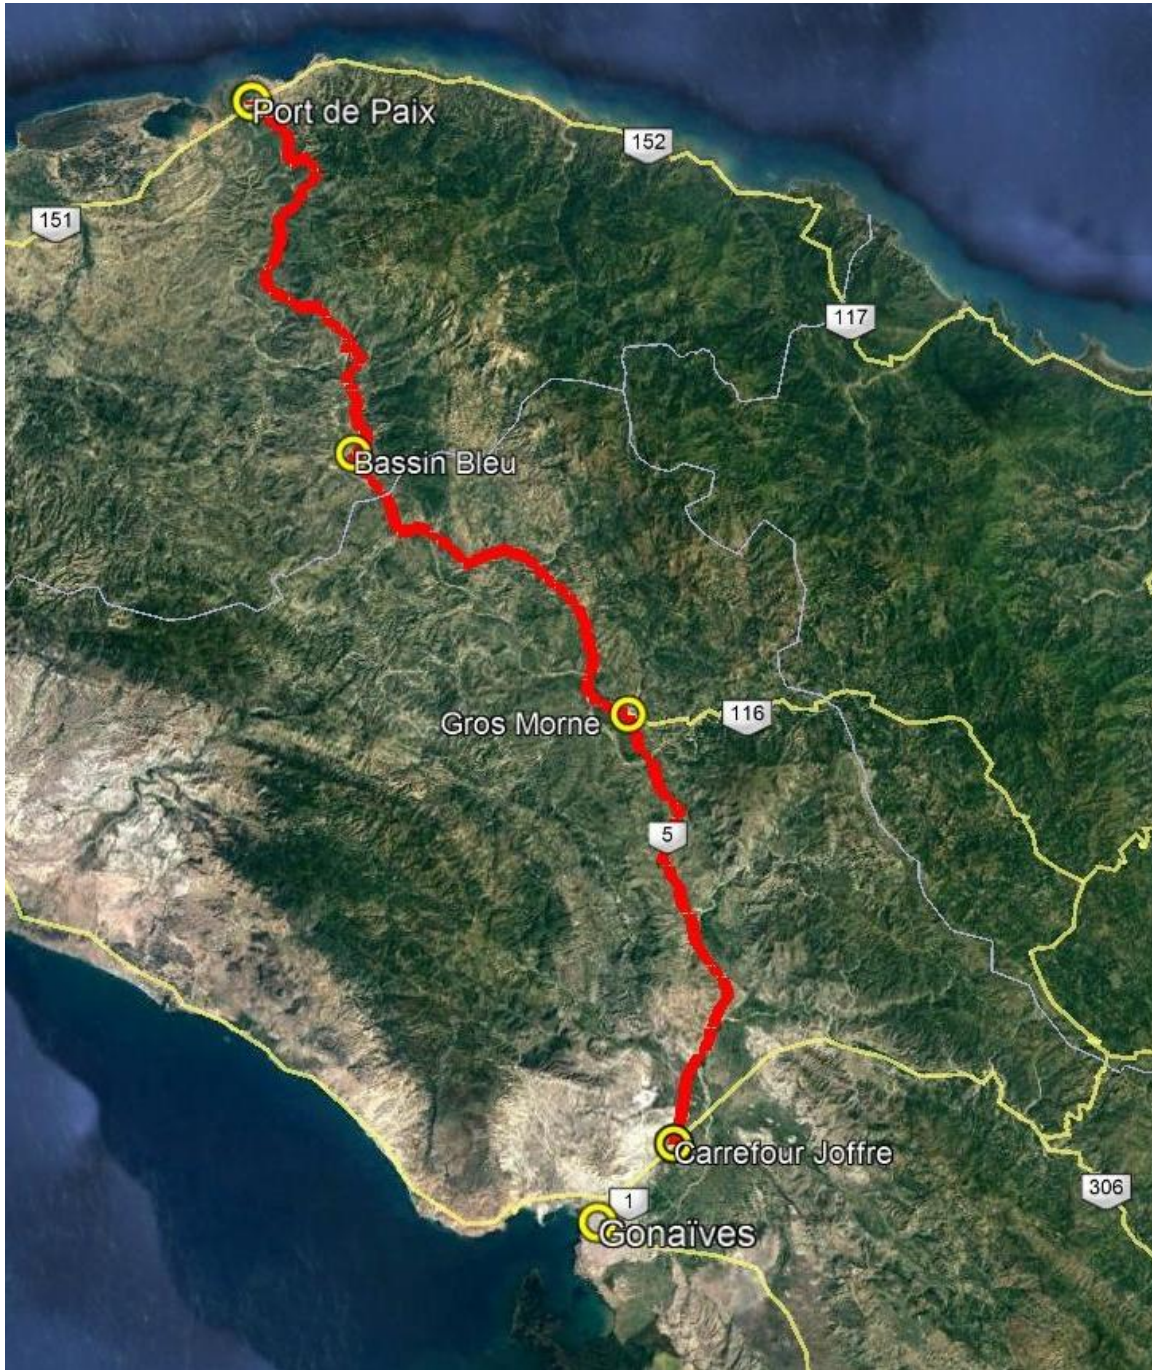 Port de Paix
152
151
117
Bassin Bleu
Gros Morne
116
5
Carrefour Joffre
306
1
Gonaïves